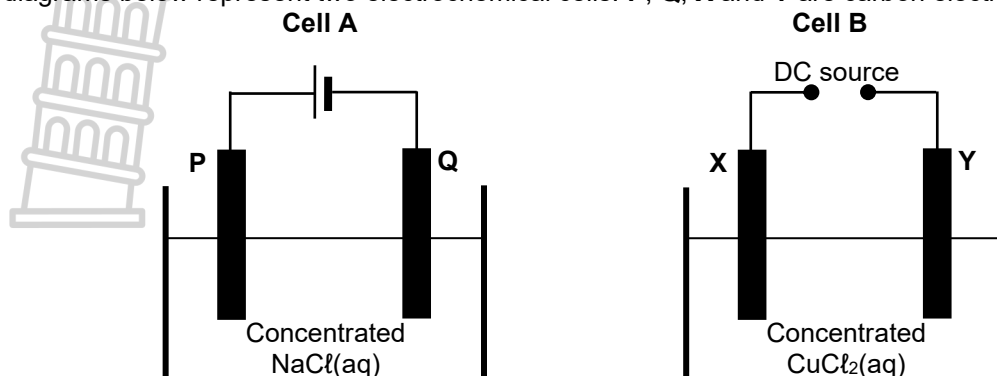 diagrams below represent two electrochemical cells. P, Q, X and Y are carbon
Cell A
Cell B
DC source
P
Q
X
Y
Concentrated
NaCℓ(aq)
Concentrated
CuCℓ₂(aq)